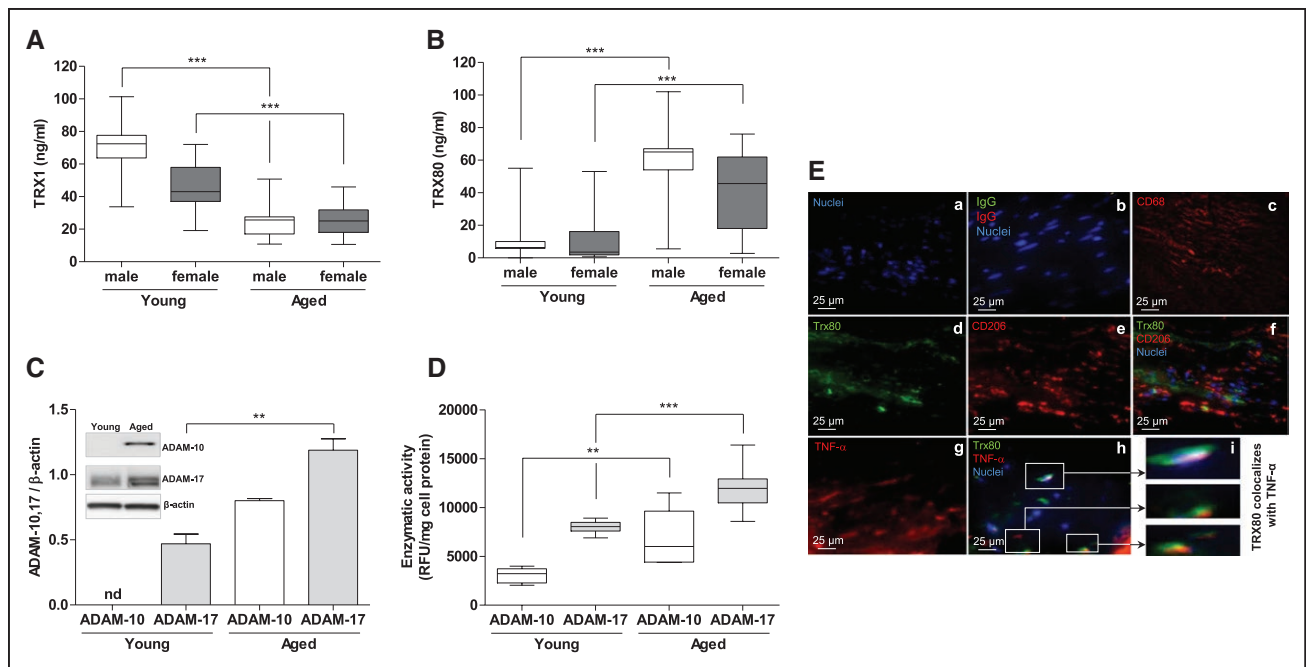 A
TRX1 (ng/ml)
120
100
80
60
40
20
0
***
***
male female male female
Young Aged
B
TRX80 (ng/ml)
120
100
80
60
40
20
0
***
***
male female male female
Young Aged
C
ADAM-10,17 / β-actin
1.5
1.0
0.5
0.0
Young Aged
ADAM-10
ADAM-17
β-actin
**
nd
ADAM-10 ADAM-17 ADAM-10 ADAM-17
Young Aged
D
Enzymatic activity
(RFU/mg cell protein)
20000
15000
10000
5000
0
**
***
ADAM-10 ADAM-17 ADAM-10 ADAM-17
Young Aged
E
Nuclei
a
25 µm
IgG
IgG
Nuclei
b
25 µm
CD68
c
25 µm
Trx80
d
25 µm
CD206
e
25 µm
Trx80
CD206
Nuclei
f
25 µm
TNF-α
g
25 µm
Trx80
TNF-α
Nuclei
h
25 µm
i
TRX80 colocalizes
with TNF-α